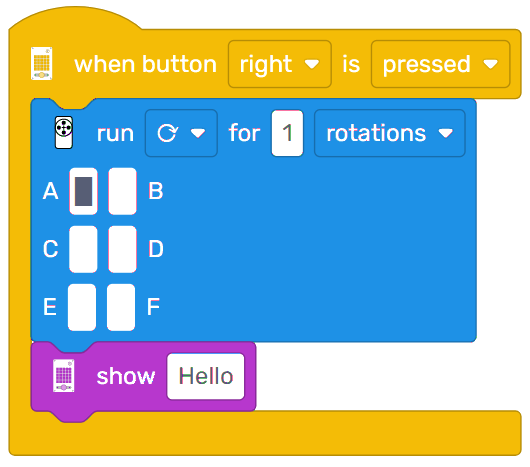 when button right is pressed
run for 1 rotations
A B
C D
E F
show Hello